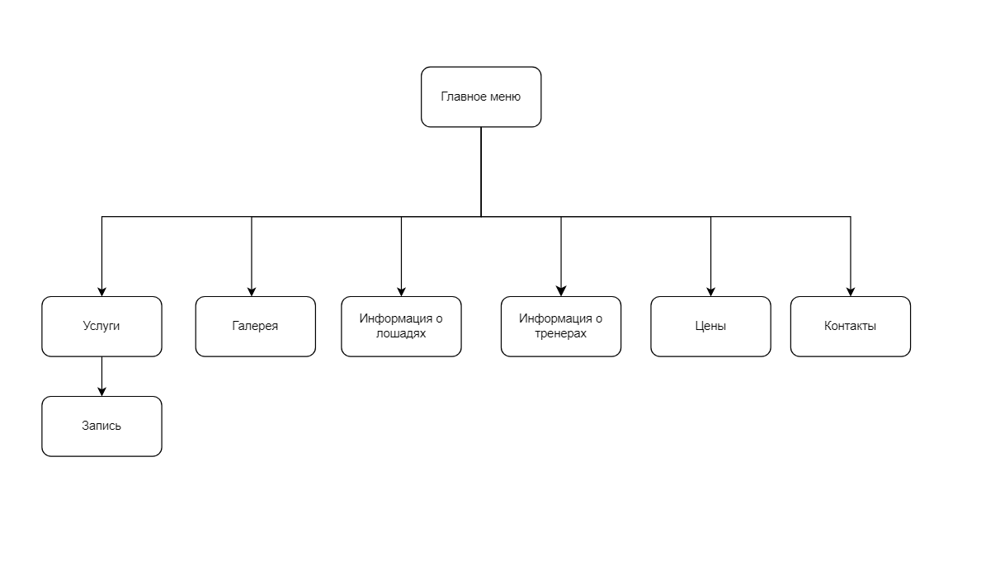 Главное меню
Услуги
Галерея
Информация о
лошадях
Информация о
тренерах
Цены
Контакты
Запись